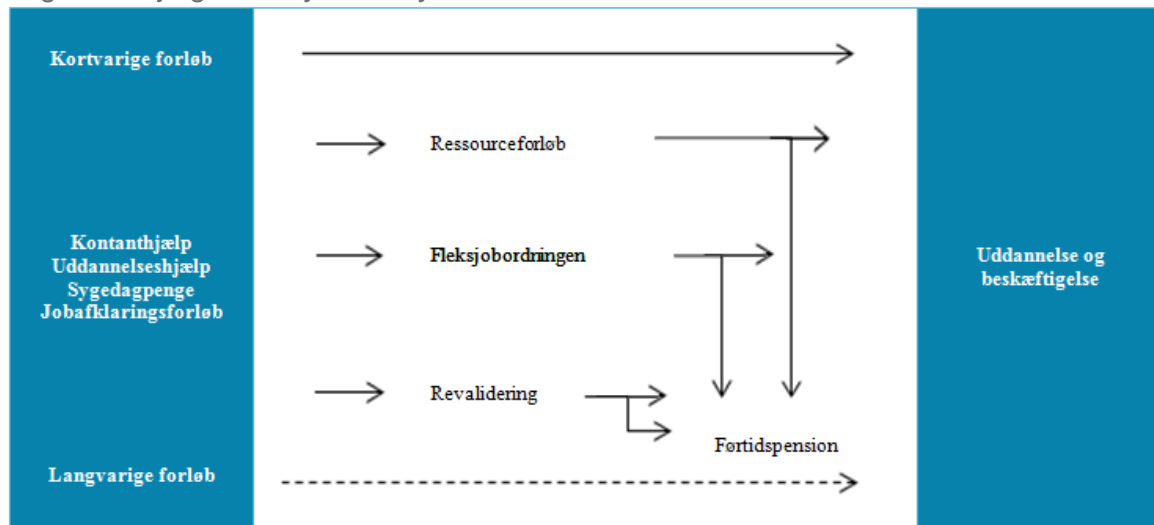 Kortvarige forløb
Ressourceforløb
Kontanthjælp
Uddannelseshjælp
Sygedagpenge
Jobafklaringsforløb
Fleksjobordningen
Uddannelse og
beskæftigelse
Revalidering
Førtidspension
Langvarige forløb